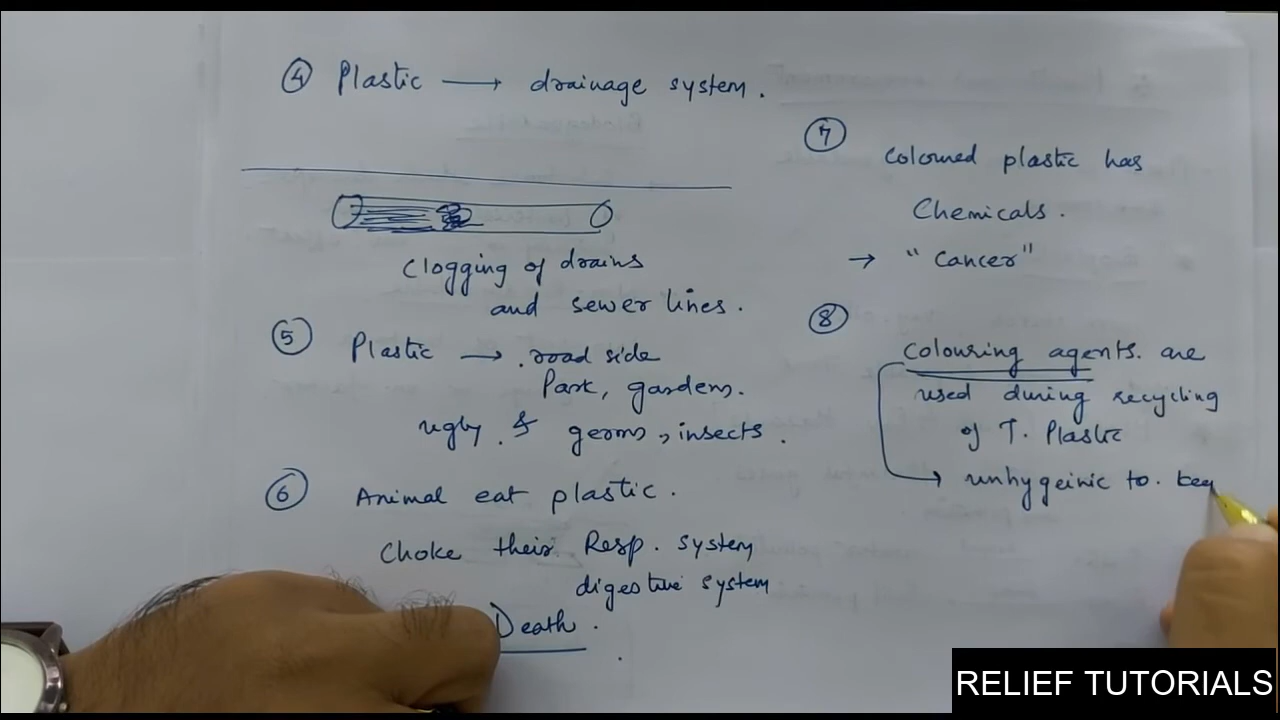 ④ Plastic → drainage system.
Clogging of drains
and sewer lines.
⑤ Plastic → road side
Park, gardens.
ugly & germs, insects.
⑥ Animal eat plastic.
Choke their Resp. system
digestive system
Death.
⑦ Coloured plastic has
Chemicals.
→ "Cancer"
⑧ Colouring agents are
used during recycling
of T. Plastic
→ unhygeinic to
RELIEF TUTORIALS